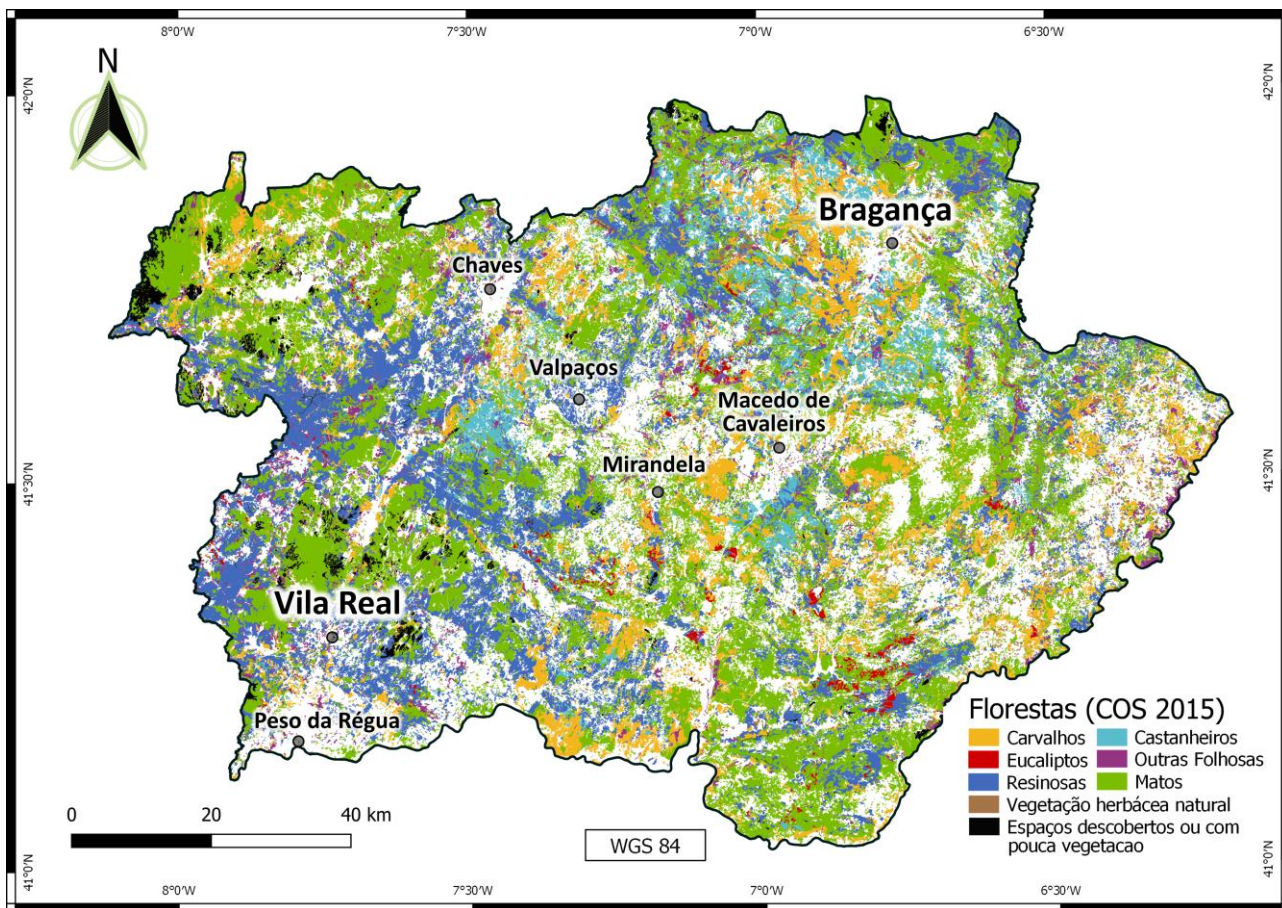 8°0'W 7°30'W 7°0'W 6°30'W
N
42°0'N 42°0'N
Bragança
Chaves
Valpaços
Macedo de
Cavaleiros
Mirandela
41°30'N 41°30'N
Vila Real
Peso da Régua
Florestas (COS 2015)
Carvalhos Castanheiros
Eucaliptos Outras Folhosas
Resinosas Matos
Vegetação herbácea natural
Espaços descobertos ou com
pouca vegetacao
0 20 40 km
WGS 84
41°0'N 41°0'N
8°0'W 7°30'W 7°0'W 6°30'W